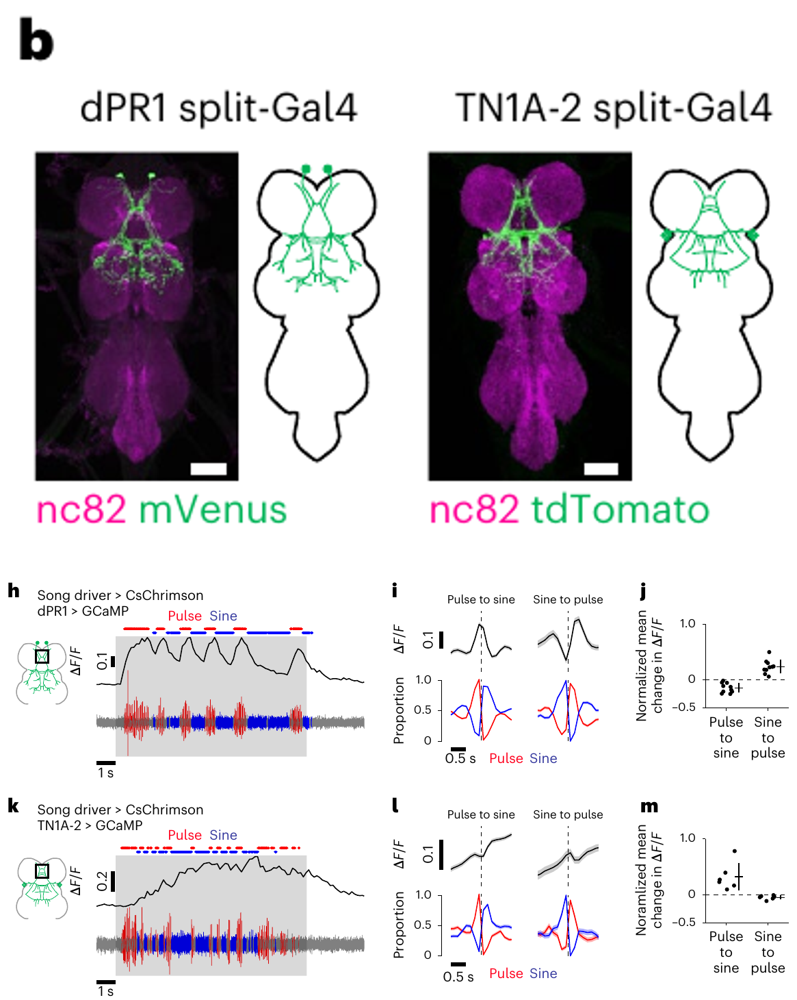 b
dPR1 split-Gal4
TN1A-2 split-Gal4
nc82 mVenus
nc82 tdTomato
h
Song driver > CsChrimson
dPR1 > GCaMP
Pulse Sine
ΔF/F
0.1
1 s
i
Pulse to sine
Sine to pulse
ΔF/F
0.1
Proportion
1.0
0.5
0
0.5 s
Pulse Sine
j
Normalized mean
change in ΔF/F
1.0
0
−0.5
Pulse
to
sine
Sine
to
pulse
k
Song driver > CsChrimson
TN1A-2 > GCaMP
Pulse Sine
ΔF/F
0.2
1 s
l
Pulse to sine
Sine to pulse
ΔF/F
0.1
Proportion
1.0
0.5
0
0.5 s
Pulse Sine
m
Noramlized mean
change in ΔF/F
1.0
0
−0.5
Pulse
to
sine
Sine
to
pulse